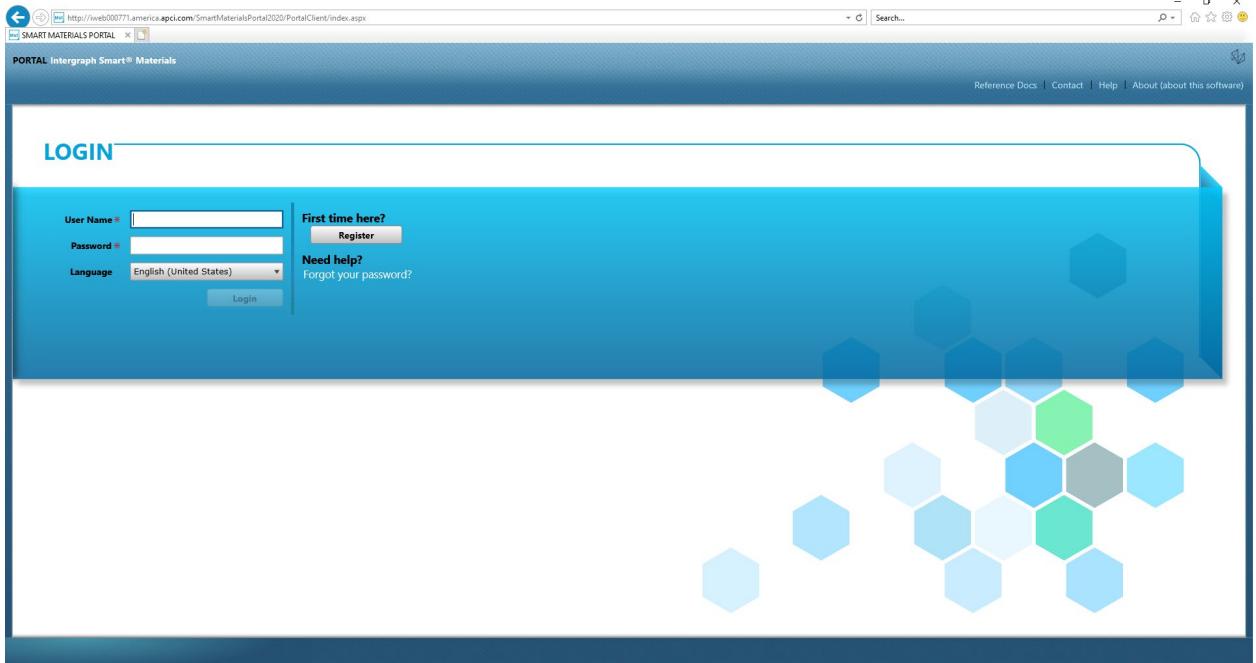 http://iweb000771.america.apci.com/SmartMaterialsPortal2020/PortalClient/index.aspx
Search...
SMART MATERIALS PORTAL
PORTAL Intergraph Smart® Materials
Reference Docs | Contact | Help | About (about this software)
LOGIN
User Name *
Password *
Language English (United States)
Login
First time here?
Register
Need help?
Forgot your password?